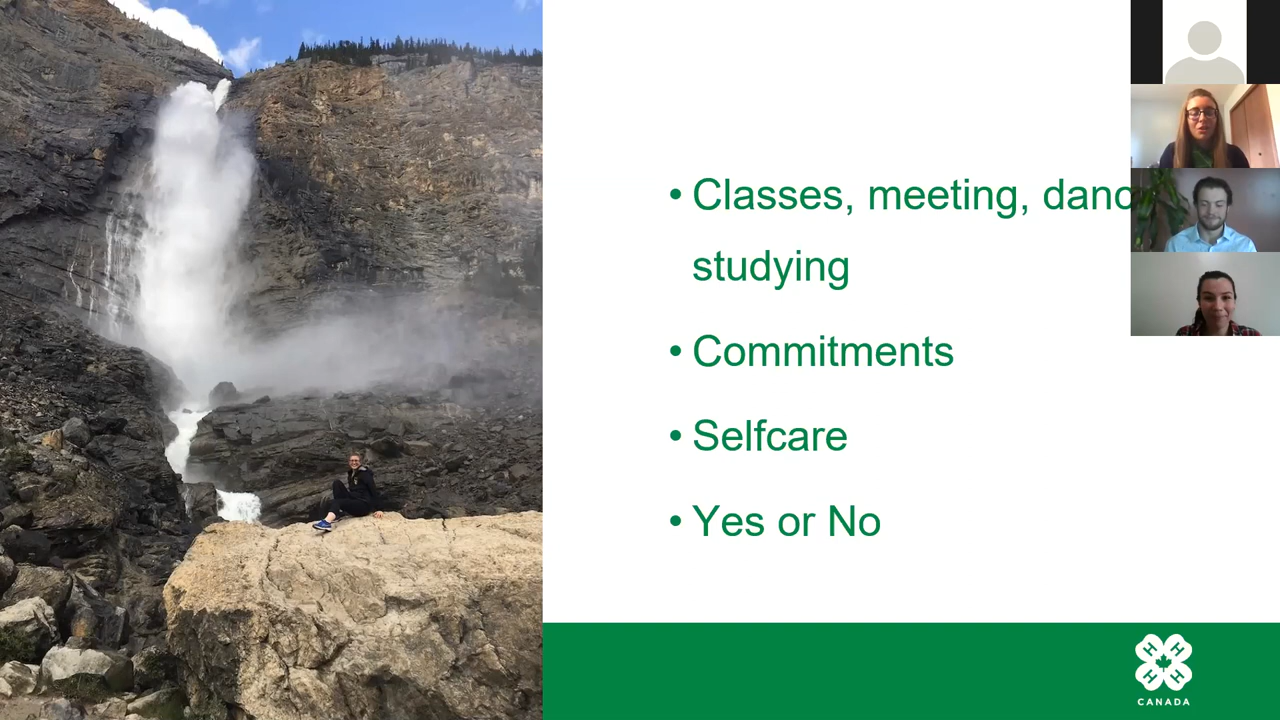 • Classes, meeting, danc
studying
• Commitments
• Selfcare
• Yes or No
H H
H H
CANADA